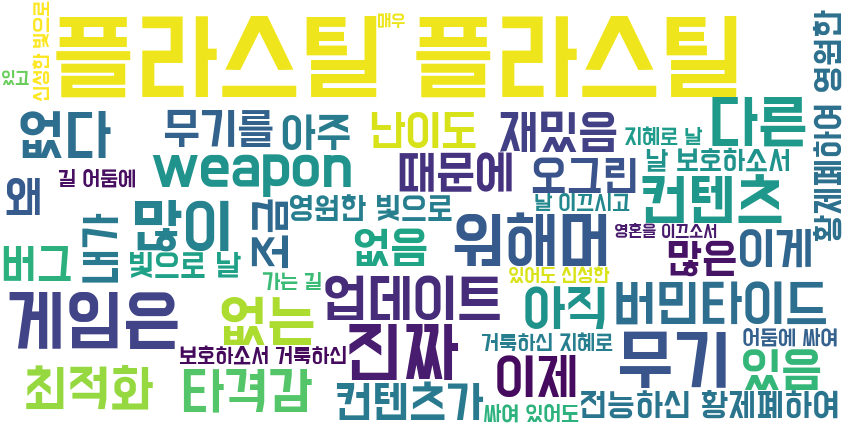 매우
플라스틸 플라스틸
있고
신성한 빛으로
황제폐하여 영원한
없다
무기를
아주
난이도
재밌음
지혜로 날
다른
길 어둠에
weapon
때문에
오그린
날 보호하소서
왜
내가
많이
조금
영원한 빛으로
날 이끄시고
컨텐츠
버그
빛으로 날
없음
워해머
영혼을 이끄소서
많은
이게
가는 길
있어도 신성한
게임은
없는
업데이트
아직
버민타이드
진짜
보호하소서 거룩하신
거룩하신 지혜로
어둠에 싸여
최적화
타격감
컨텐츠가
이제
무기
있음
싸여 있어도
전능하신 황제폐하여